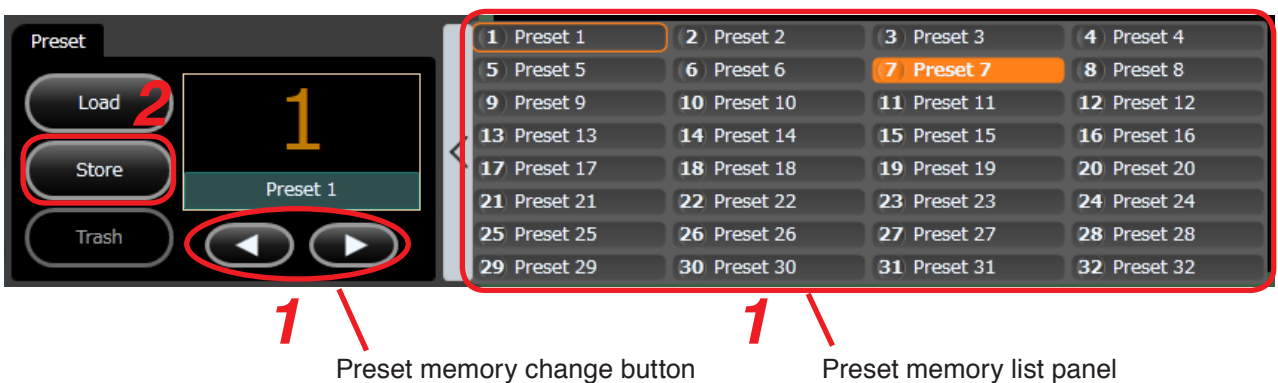 Preset
Load
2
Store
Trash
1
Preset 1
1 Preset 1 2 Preset 2 3 Preset 3 4 Preset 4
5 Preset 5 6 Preset 6 7 Preset 7 8 Preset 8
9 Preset 9 10 Preset 10 11 Preset 11 12 Preset 12
13 Preset 13 14 Preset 14 15 Preset 15 16 Preset 16
17 Preset 17 18 Preset 18 19 Preset 19 20 Preset 20
21 Preset 21 22 Preset 22 23 Preset 23 24 Preset 24
25 Preset 25 26 Preset 26 27 Preset 27 28 Preset 28
29 Preset 29 30 Preset 30 31 Preset 31 32 Preset 32
1 1
Preset memory change button Preset memory list panel